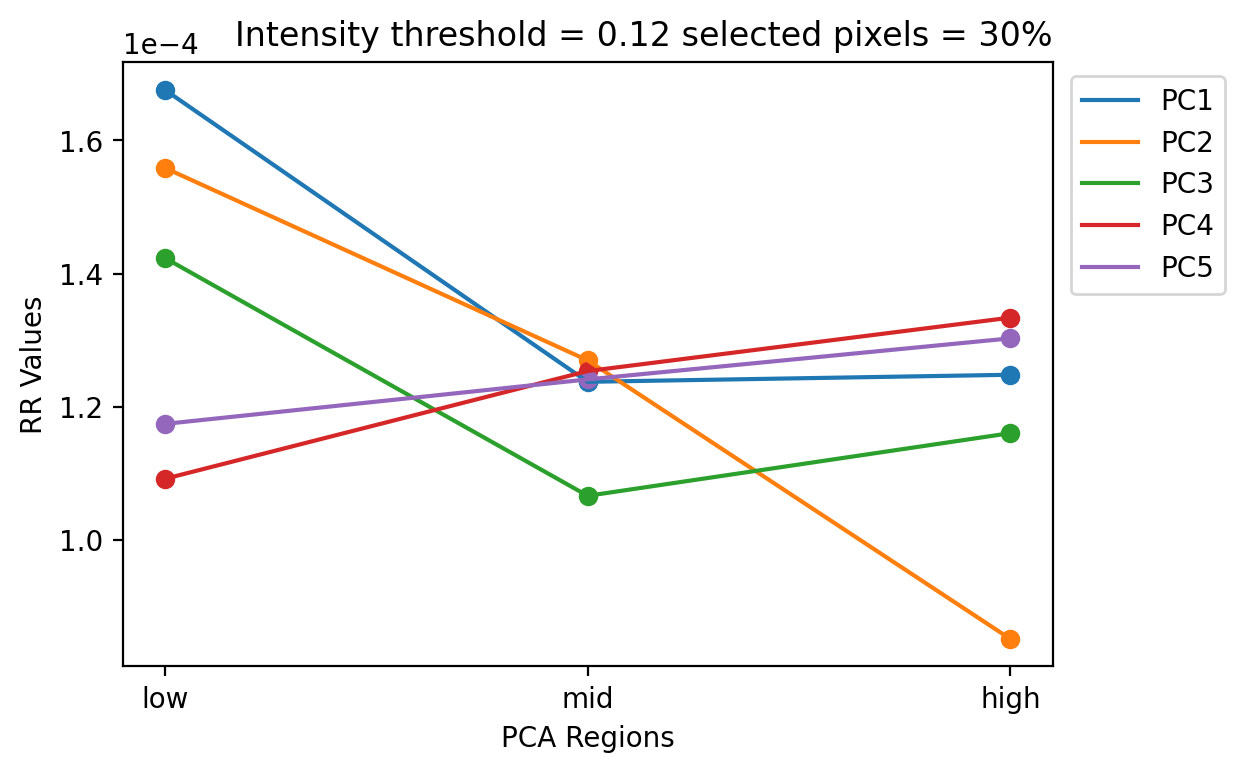 Intensity threshold = 0.12 selected pixels = 30%
1e−4
1.6
1.4
1.2
1.0
RR Values
low
mid
high
PCA Regions
PC1
PC2
PC3
PC4
PC5